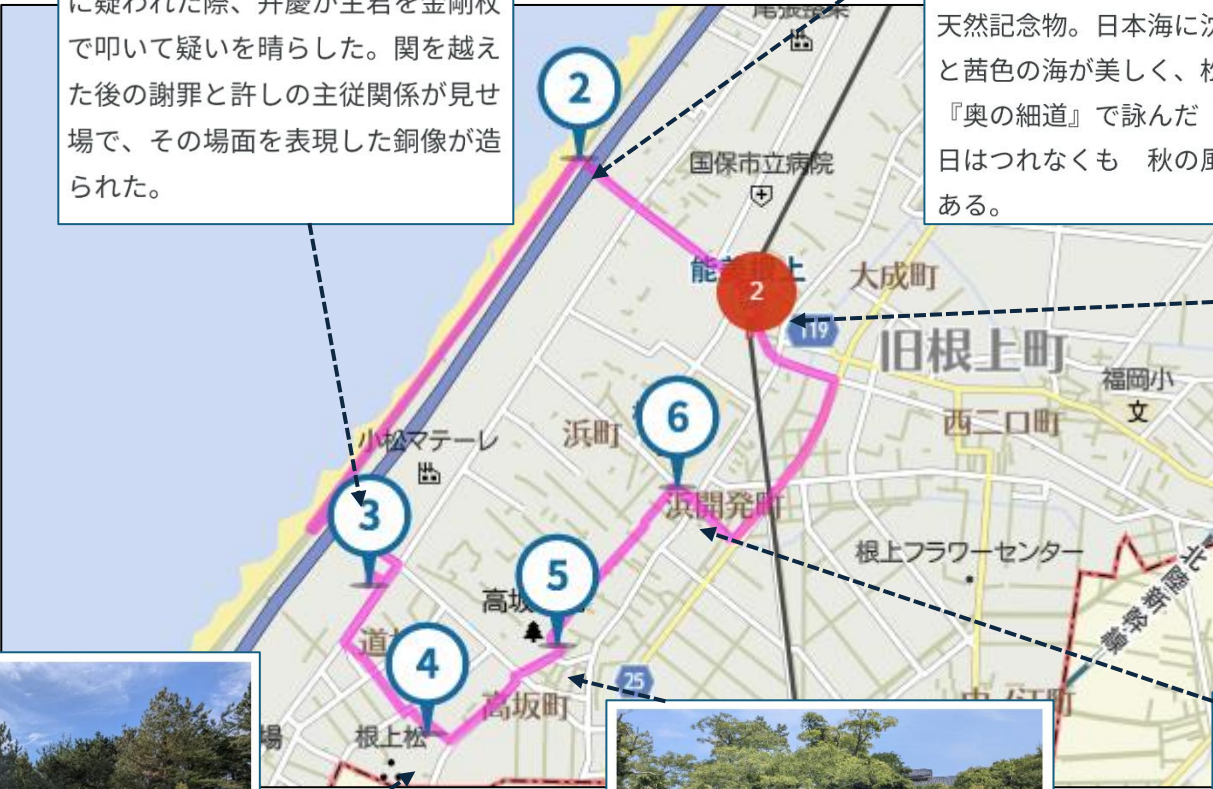 に疑われた際、弁慶が主君を金剛杖
で叩いて疑いを晴らした。関を越え
た後の謝罪と許しの主従関係が見せ
場で、その場面を表現した銅像が造
られた。
天然記念物。日本海に沈
と茜色の海が美しく、松
『奥の細道』で詠んだ
日はつれなくも 秋の風
ある。
2
国保市立病院
大成町
2
119
旧根上町
福岡小
文
西二口町
6
浜町
小松マテーレ
3
浜開発町
根上フラワーセンター
北陸新幹線
5
高坂
道
4
25
高坂町
根上松
場